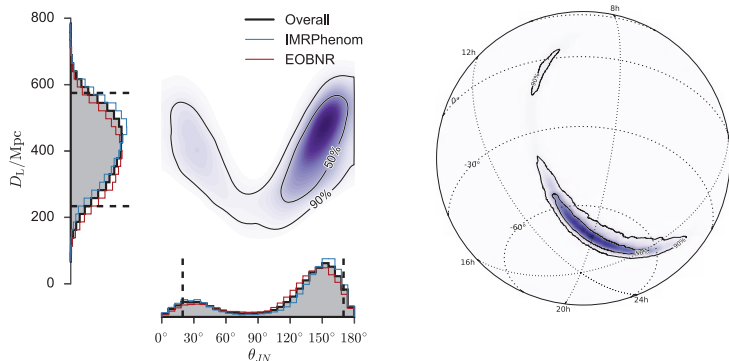 Overall
IMRPhenom
EOBNR
D_L/Mpc
800
600
400
200
0
50%
90%
0° 30° 60° 90° 120° 150° 180°
θ_JN
8h
12h
0°
-30°
-60°
16h
20h
24h
90%
90%